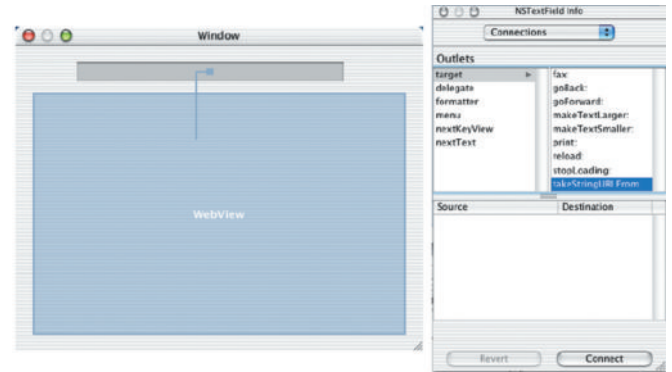 Window
WebView
NSTextField Info
Connections
Outlets
target
delegate
formatter
menu
nextKeyView
nextText
fax:
goBack:
goForward:
makeTextLarger:
makeTextSmaller:
print:
reload:
stopLoading:
takeStringURLFrom
Source Destination
Revert Connect